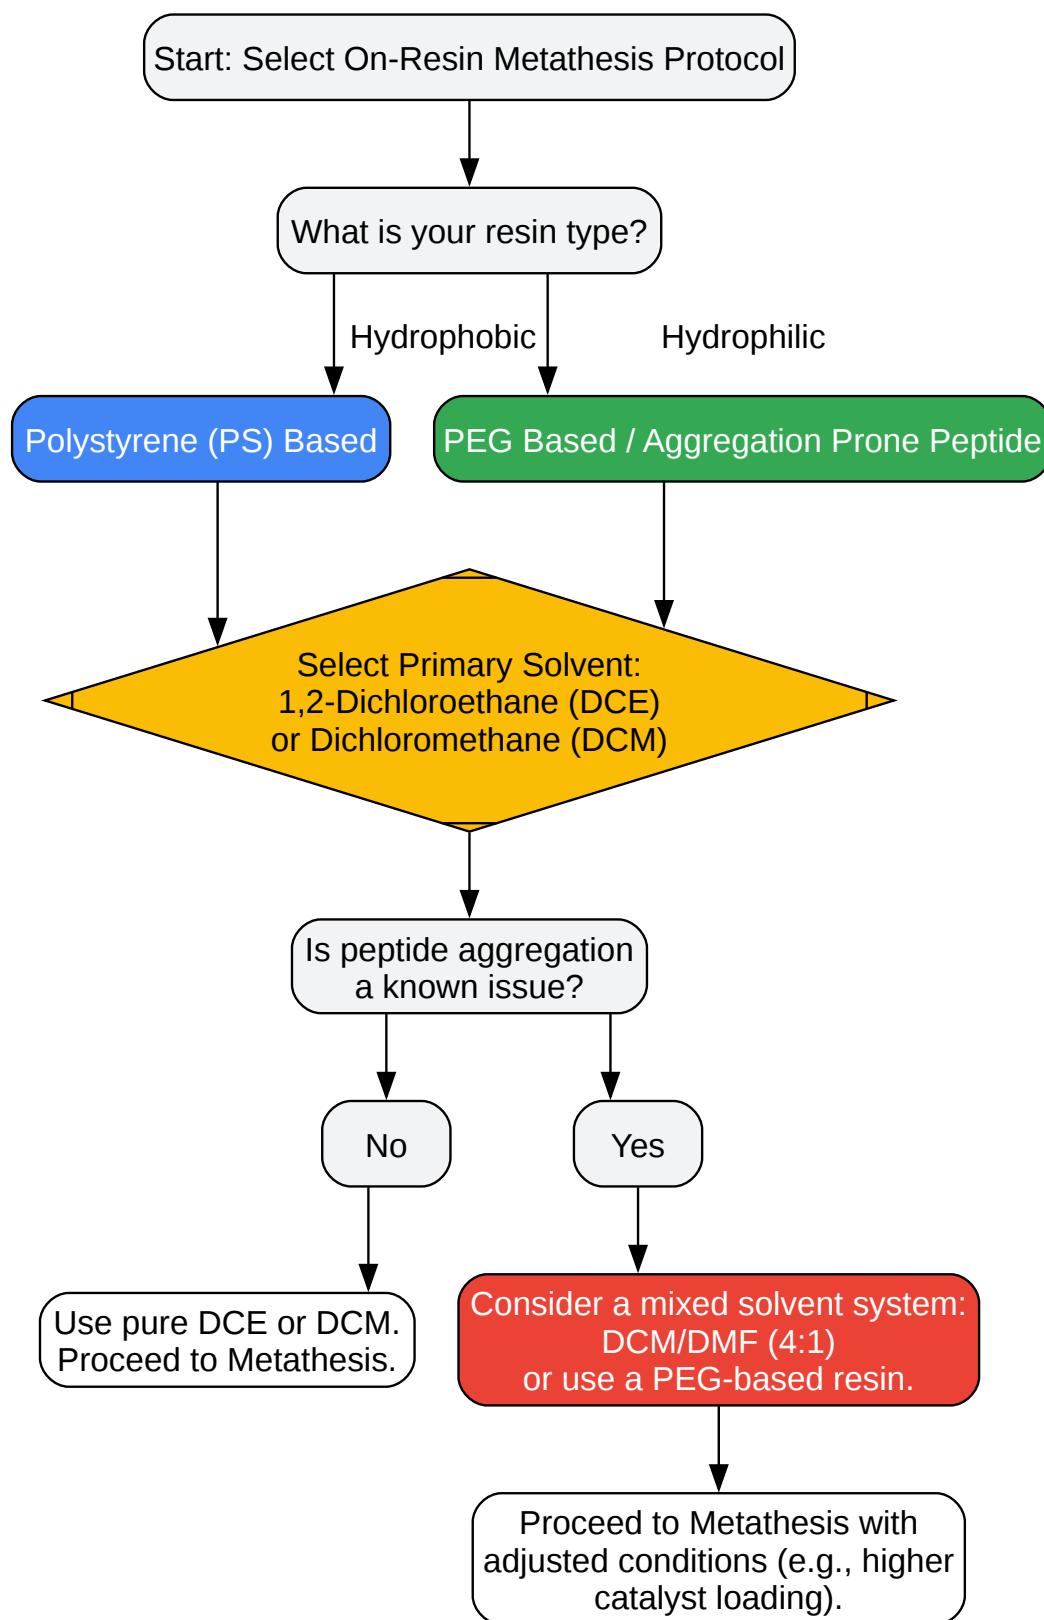 Start: Select On-Resin Metathesis Protocol
What is your resin type?
Hydrophobic
Hydrophilic
Polystyrene (PS) Based
PEG Based / Aggregation Prone Peptide
Select Primary Solvent:
1,2-Dichloroethane (DCE)
or Dichloromethane (DCM)
Is peptide aggregation
a known issue?
No
Yes
Use pure DCE or DCM.
Proceed to Metathesis.
Consider a mixed solvent system:
DCM/DMF (4:1)
or use a PEG-based resin.
Proceed to Metathesis with
adjusted conditions (e.g., higher
catalyst loading).